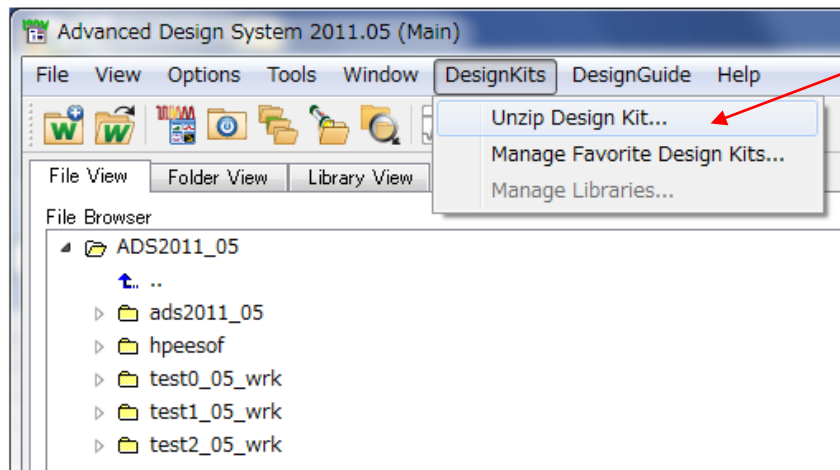 Advanced Design System 2011.05 (Main)
File View Options Tools Window DesignKits DesignGuide Help
Unzip Design Kit...
Manage Favorite Design Kits...
Manage Libraries...
File View Folder View Library View
File Browser
ADS2011_05
..
ads2011_05
hpeesof
test0_05_wrk
test1_05_wrk
test2_05_wrk